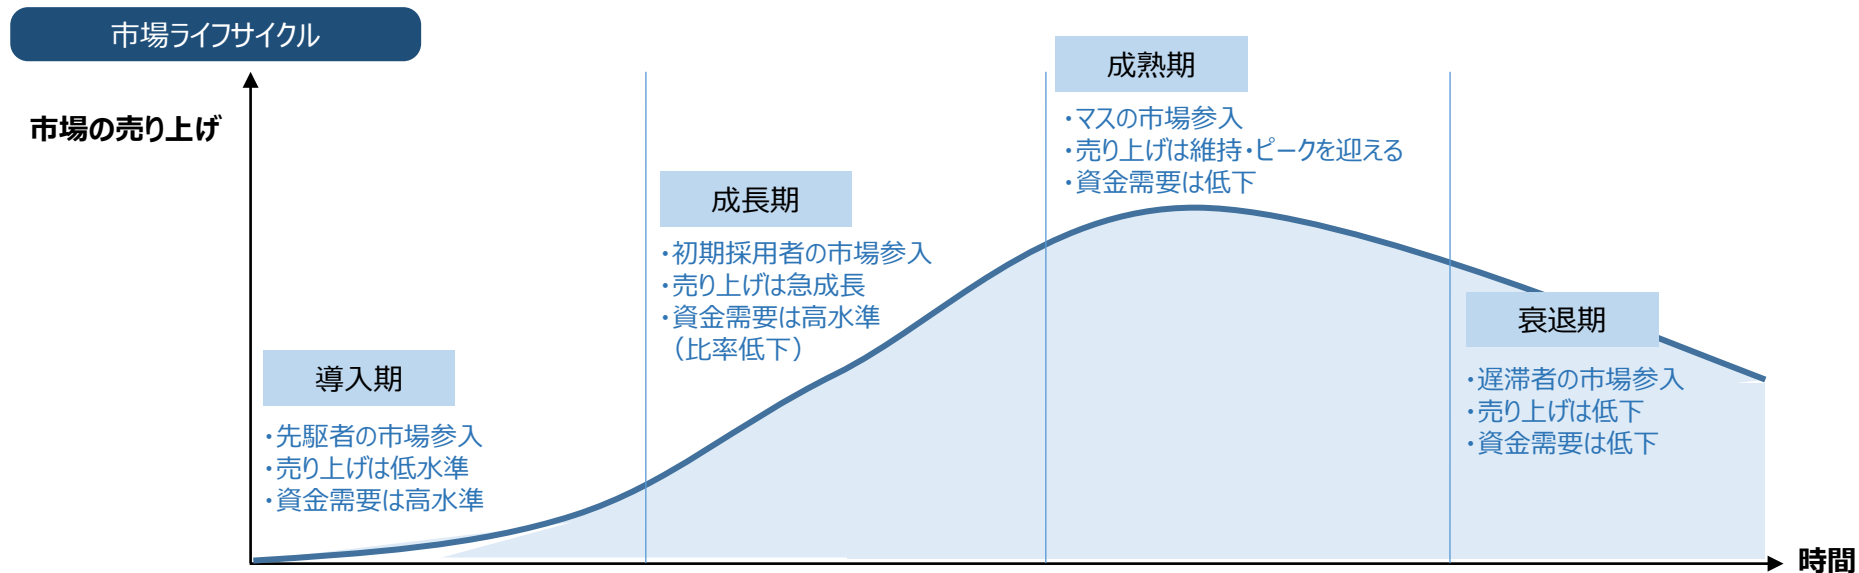 市場ライフサイクル
市場の売り上げ
導入期
・先駆者の市場参入
・売り上げは低水準
・資金需要は高水準
成長期
・初期採用者の市場参入
・売り上げは急成長
・資金需要は高水準
（比率低下）
成熟期
・マスの市場参入
・売り上げは維持・ピークを迎える
・資金需要は低下
衰退期
・遅滞者の市場参入
・売り上げは低下
・資金需要は低下
時間